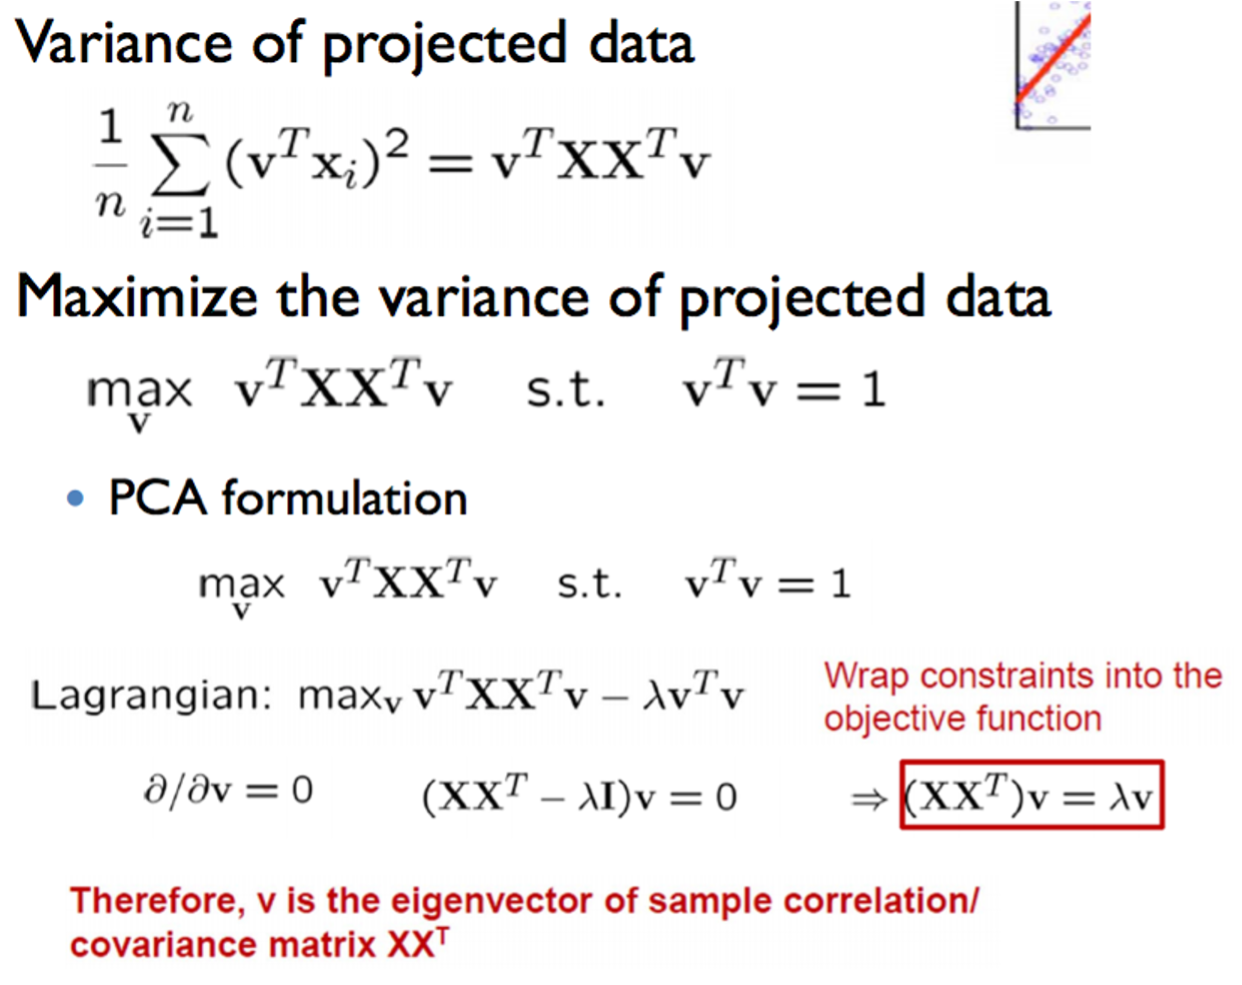 Variance of projected data
\frac{1}{n} \sum_{i=1}^{n} (\mathbf{v}^T \mathbf{x}_i)^2 = \mathbf{v}^T \mathbf{X}\mathbf{X}^T \mathbf{v}
Maximize the variance of projected data
\max_{\mathbf{v}} \mathbf{v}^T \mathbf{X}\mathbf{X}^T \mathbf{v} s.t. \mathbf{v}^T \mathbf{v} = 1
• PCA formulation
\max_{\mathbf{v}} \mathbf{v}^T \mathbf{X}\mathbf{X}^T \mathbf{v} s.t. \mathbf{v}^T \mathbf{v} = 1
Lagrangian: \max_{\mathbf{v}} \mathbf{v}^T \mathbf{X}\mathbf{X}^T \mathbf{v} - \lambda \mathbf{v}^T \mathbf{v}
Wrap constraints into the
objective function
\partial/\partial \mathbf{v} = 0 (\mathbf{X}\mathbf{X}^T - \lambda \mathbf{I})\mathbf{v} = 0 ⇒ (\mathbf{X}\mathbf{X}^T)\mathbf{v} = \lambda \mathbf{v}
Therefore, v is the eigenvector of sample correlation/
covariance matrix XX^T